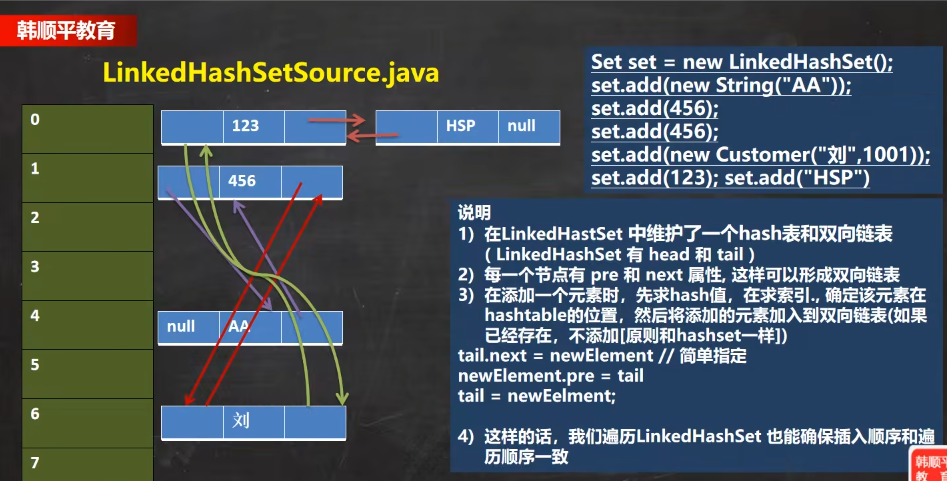 韩顺平教育
LinkedHashSetSource.java
Set set = new LinkedHashSet();
set.add(new String("AA"));
set.add(456);
set.add(456);
set.add(new Customer("刘",1001));
set.add(123); set.add("HSP")
0
123
HSP
null
1
456
2
3
4
null
AA
5
6
刘
7
说明
1) 在LinkedHastSet 中维护了一个hash表和双向链表
( LinkedHashSet 有 head 和 tail )
2) 每一个节点有 pre 和 next 属性, 这样可以形成双向链表
3) 在添加一个元素时，先求hash值，在求索引., 确定该元素在
hashtable的位置，然后将添加的元素加入到双向链表(如果
已经存在，不添加[原则和hashset一样])
tail.next = newElement // 简单指定
newElement.pre = tail
tail = newEelment;
4) 这样的话，我们遍历LinkedHashSet 也能确保插入顺序和遍
历顺序一致
韩顺平
教 育